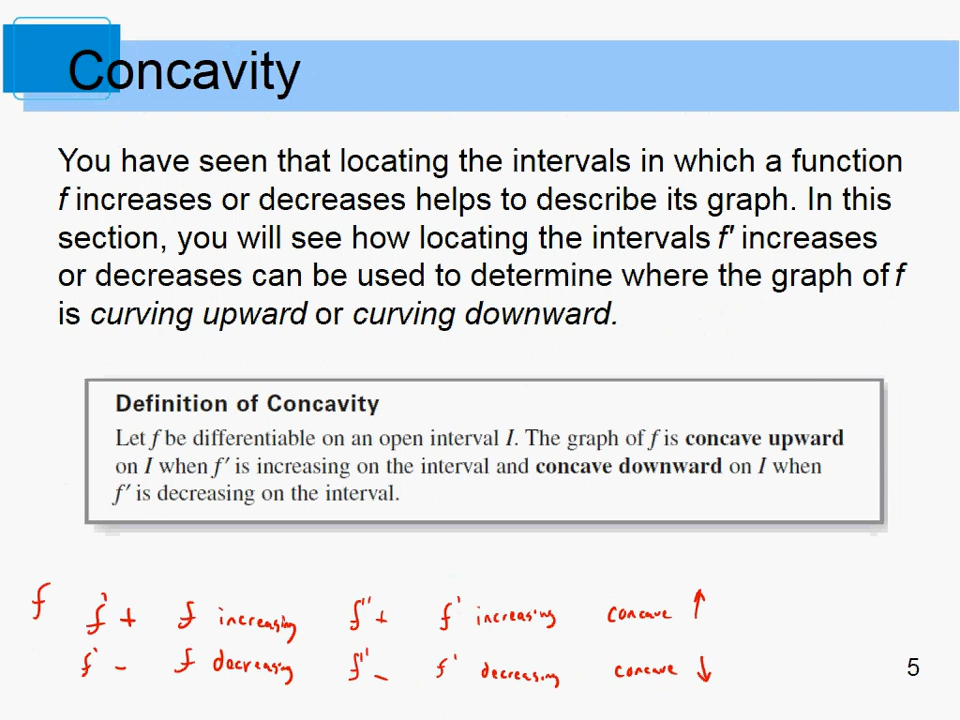 Concavity
You have seen that locating the intervals in which a function
f increases or decreases helps to describe its graph. In this
section, you will see how locating the intervals f′ increases
or decreases can be used to determine where the graph of f
is curving upward or curving downward.
Definition of Concavity
Let f be differentiable on an open interval I. The graph of f is concave upward
on I when f′ is increasing on the interval and concave downward on I when
f′ is decreasing on the interval.
f f' + f increasing f'' + f' increasing concave ↑
f' - f decreasing f'' - f' decreasing concave ↓
5